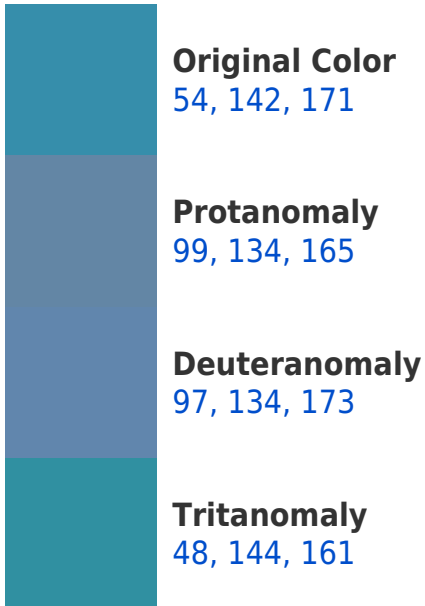 Original Color
54, 142, 171
Protanomaly
99, 134, 165
Deuteranomaly
97, 134, 173
Tritanomaly
48, 144, 161